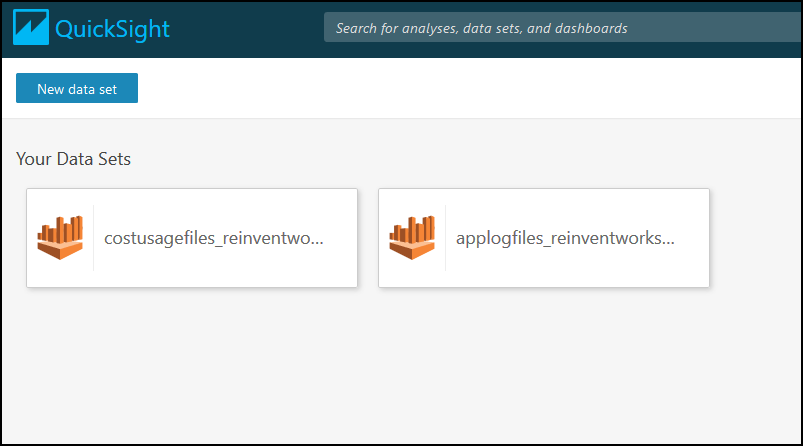 QuickSight
Search for analyses, data sets, and dashboards
New data set
Your Data Sets
costusagefiles_reinventwo...
applogfiles_reinventworks...